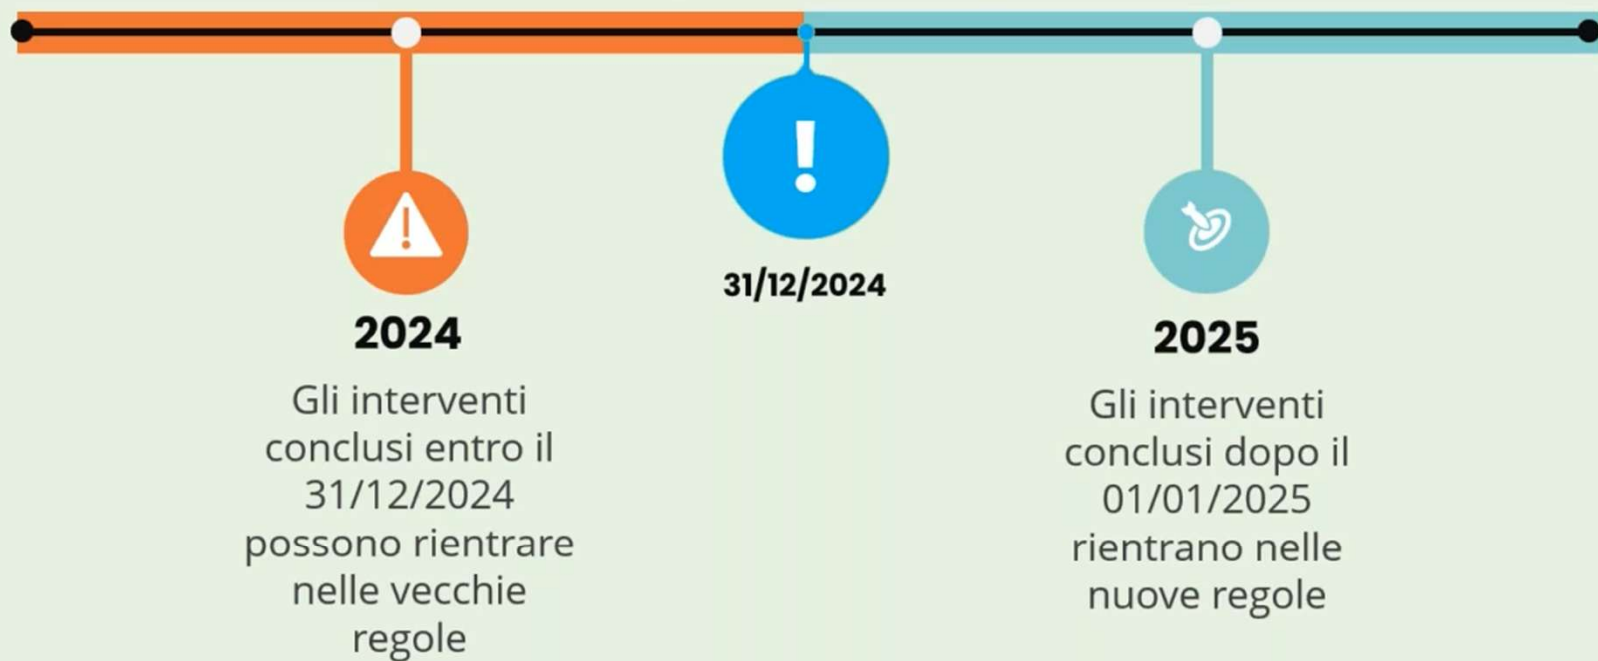 31/12/2024
2024
Gli interventi
conclusi entro il
31/12/2024
possono rientrare
nelle vecchie
regole
2025
Gli interventi
conclusi dopo il
01/01/2025
rientrano nelle
nuove regole